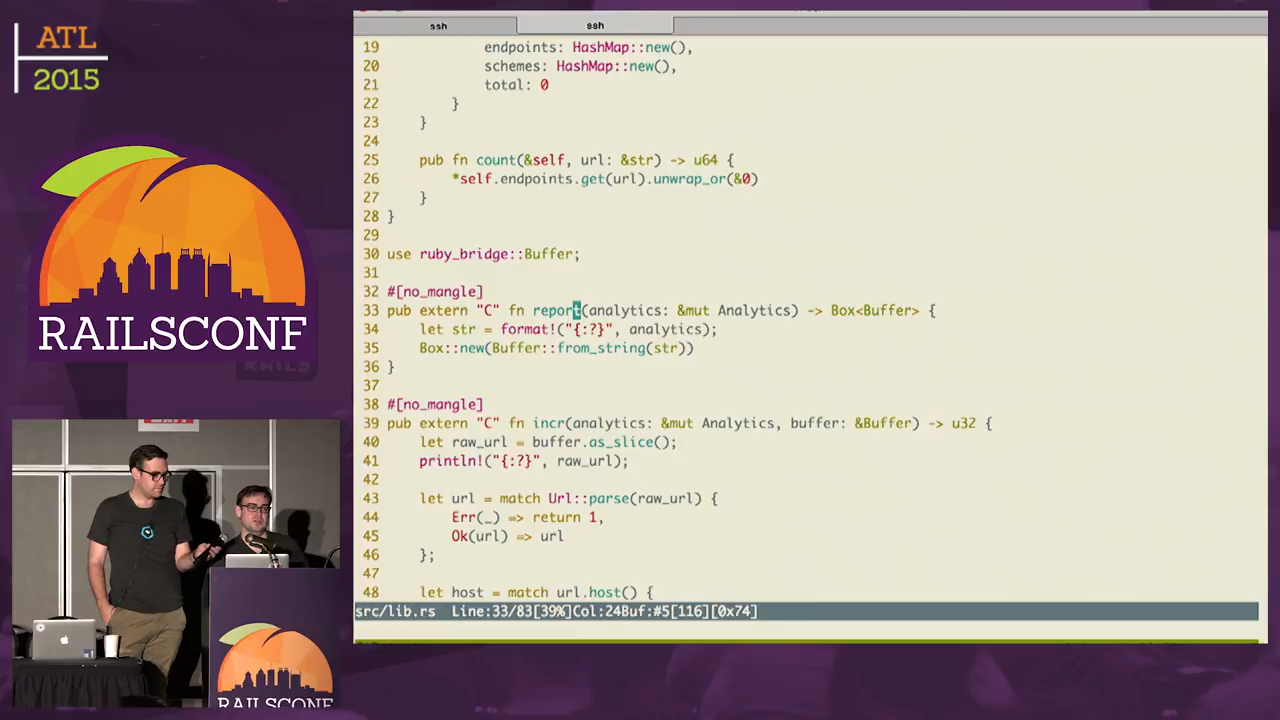 ATL
2015
RAILSCONF
ssh
ssh
19 endpoints: HashMap::new(),
20 schemes: HashMap::new(),
21 total: 0
22 }
23 }
24
25 pub fn count(&self, url: &str) -> u64 {
26 *self.endpoints.get(url).unwrap_or(&0)
27 }
28 }
29
30 use ruby_bridge::Buffer;
31
32 #[no_mangle]
33 pub extern "C" fn report(analytics: &mut Analytics) -> Box<Buffer> {
34 let str = format!("{:?}", analytics);
35 Box::new(Buffer::from_string(str))
36 }
37
38 #[no_mangle]
39 pub extern "C" fn incr(analytics: &mut Analytics, buffer: &Buffer) -> u32 {
40 let raw_url = buffer.as_slice();
41 println!("{:?}", raw_url);
42
43 let url = match Url::parse(raw_url) {
44 Err(_) => return 1,
45 Ok(url) => url
46 };
47
48 let host = match url.host() {
src/lib.rs Line:33/83[39%]Col:24Buf:#5[116][0x74]
RAILSCONF